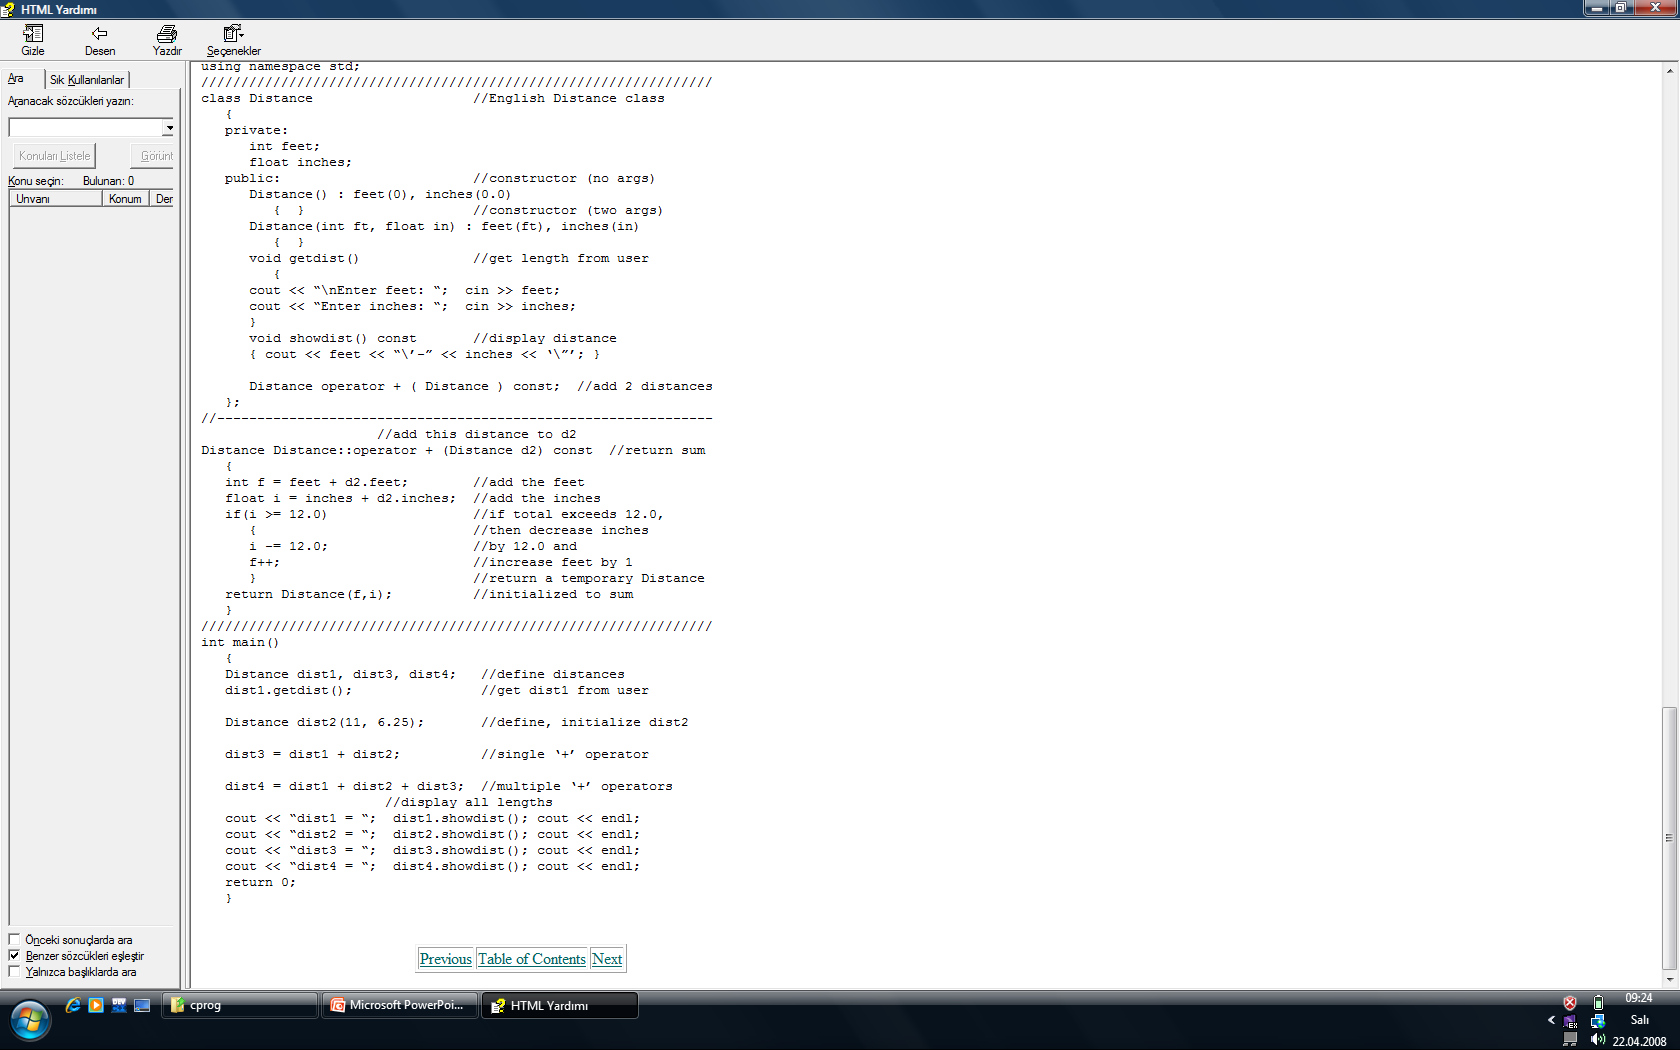 HTML Yardımı
Gizle
Desen
Yazdır
Seçenekler
Ara
Sık Kullanılanlar
Aranacak sözcükleri yazın:
Konuları Listele
Görünt
Konu seçin:
Bulunan: 0
Unvanı
Konum
Der
Önceki sonuçlarda ara
Benzer sözcükleri eşleştir
Yalnızca başlıklarda ara
using namespace std;
////////////////////////////////////////////////////////////////
class Distance                    //English Distance class
   {
   private:
      int feet;
      float inches;
   public:                        //constructor (no args)
      Distance() : feet(0), inches(0.0)
         {  }                     //constructor (two args)
      Distance(int ft, float in) : feet(ft), inches(in)
         {  }
      void getdist()              //get length from user
         {
      cout << “\nEnter feet: “;  cin >> feet;
      cout << “Enter inches: “;  cin >> inches;
      }
      void showdist() const       //display distance
      { cout << feet << “\’-” << inches << ‘\”’; }
      Distance operator + ( Distance ) const;  //add 2 distances
   };
//--------------------------------------------------------------
                      //add this distance to d2
Distance Distance::operator + (Distance d2) const  //return sum
   {
   int f = feet + d2.feet;        //add the feet
   float i = inches + d2.inches;  //add the inches
   if(i >= 12.0)                  //if total exceeds 12.0,
      {                           //then decrease inches
      i -= 12.0;                  //by 12.0 and
      f++;                        //increase feet by 1
      }                           //return a temporary Distance
   return Distance(f,i);          //initialized to sum
   }
////////////////////////////////////////////////////////////////
int main()
   {
   Distance dist1, dist3, dist4;   //define distances
   dist1.getdist();                //get dist1 from user
   Distance dist2(11, 6.25);       //define, initialize dist2
   dist3 = dist1 + dist2;          //single ‘+’ operator
   dist4 = dist1 + dist2 + dist3;  //multiple ‘+’ operators
                       //display all lengths
   cout << “dist1 = “;  dist1.showdist(); cout << endl;
   cout << “dist2 = “;  dist2.showdist(); cout << endl;
   cout << “dist3 = “;  dist3.showdist(); cout << endl;
   cout << “dist4 = “;  dist4.showdist(); cout << endl;
   return 0;
   }
Previous Table of Contents Next
cprog
Microsoft PowerPoi...
HTML Yardımı
09:24
Salı
22.04.2008